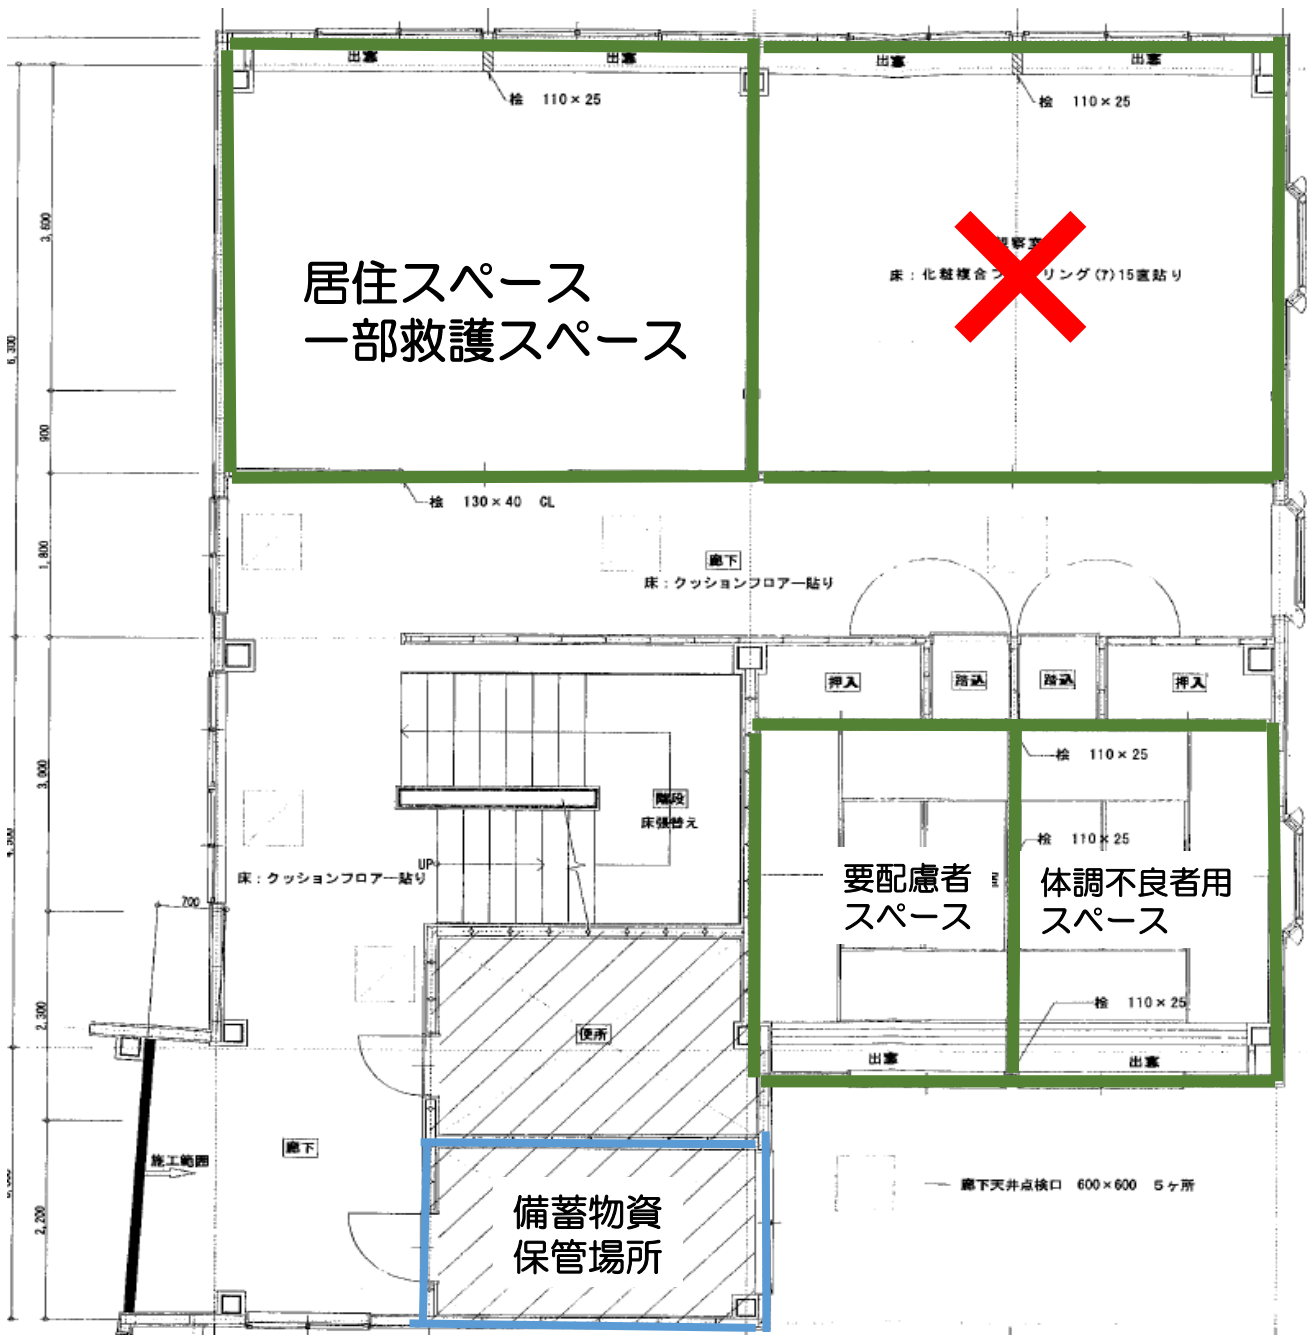 出窓
出窓
出窓
出窓
桧 110×25
桧 110×25
3,600
居住スペース
一部救護スペース
床：化粧複合フ
リング(ア)15直貼り
6,300
900
桧 130×40 CL
1,800
廊下
床：クッションフロアー貼り
押入
踏込
踏込
押入
桧 110×25
3,000
階段
床張替え
桧 110×25
UP
床：クッションフロアー貼り
要配慮者
スペース
体調不良者用
スペース
700
桧 110×25
2,300
便所
出窓
出窓
廊下
施工範囲
廊下天井点検口 600×600 5ヶ所
2,200
備蓄物資
保管場所